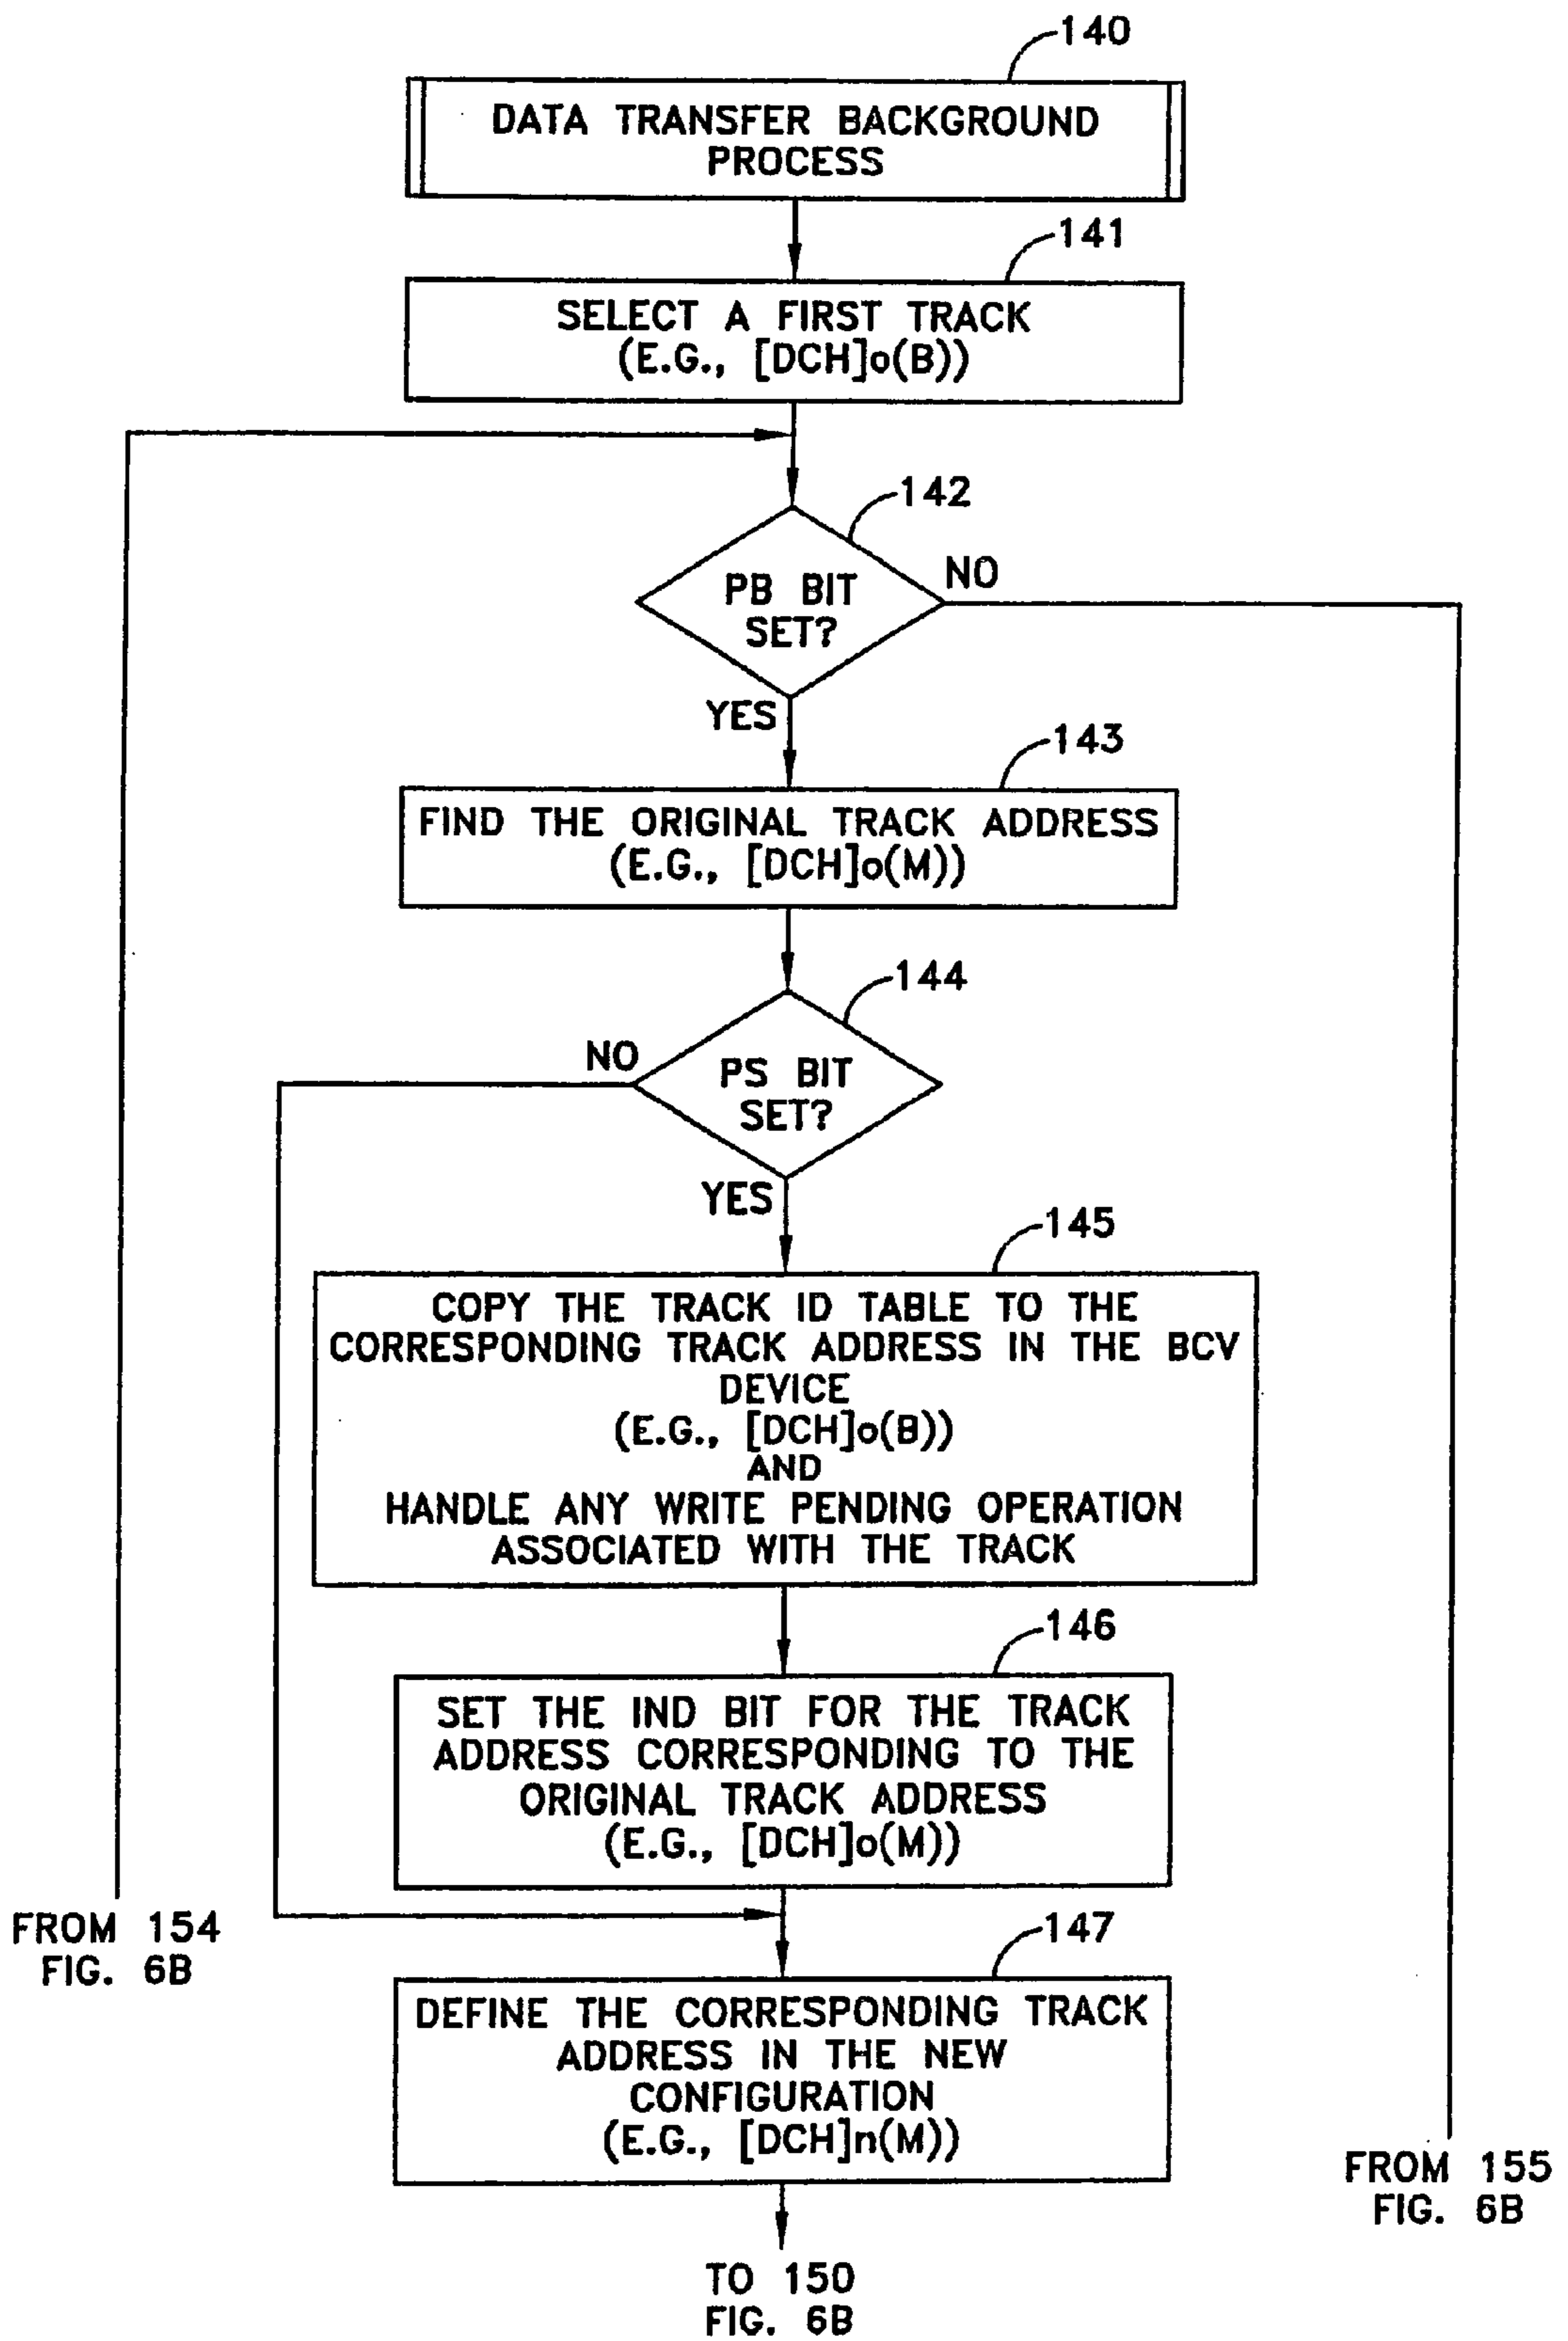 140
DATA TRANSFER BACKGROUND
PROCESS
141
SELECT A FIRST TRACK
(E.G., [DCH]o(B))
142
PB BIT
SET?
NO
YES
143
FIND THE ORIGINAL TRACK ADDRESS
(E.G., [DCH]o(M))
144
NO
PS BIT
SET?
YES
145
COPY THE TRACK ID TABLE TO THE
CORRESPONDING TRACK ADDRESS IN THE BCV
DEVICE
(E.G., [DCH]o(B))
AND
HANDLE ANY WRITE PENDING OPERATION
ASSOCIATED WITH THE TRACK
146
SET THE IND BIT FOR THE TRACK
ADDRESS CORRESPONDING TO THE
ORIGINAL TRACK ADDRESS
(E.G., [DCH]o(M))
FROM 154
FIG. 6B
147
DEFINE THE CORRESPONDING TRACK
ADDRESS IN THE NEW
CONFIGURATION
(E.G., [DCH]n(M))
FROM 155
FIG. 6B
TO 150
FIG. 6B